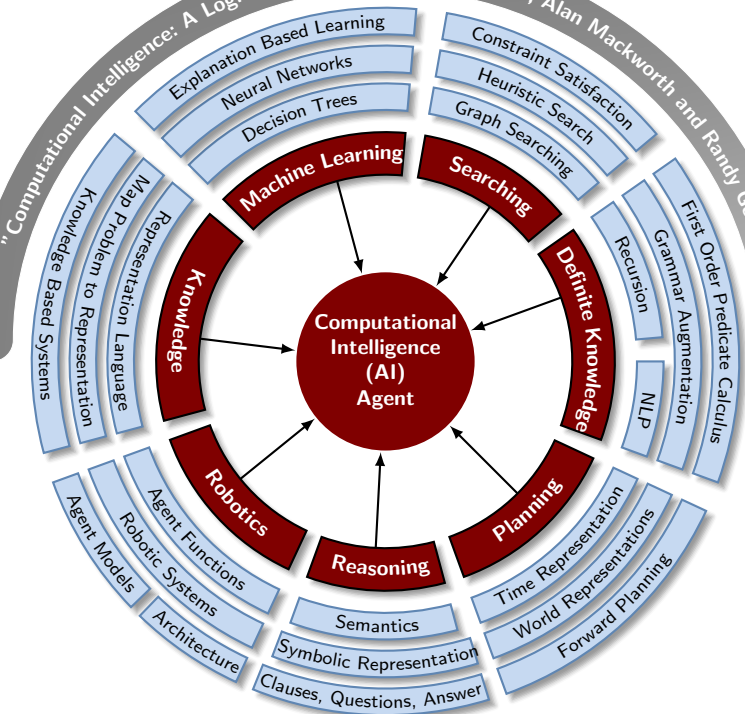 "Computational Intelligence: A Log
Alan Mackworth and Randy G
Explanation Based Learning
Neural Networks
Decision Trees
Machine Learning
Constraint Satisfaction
Heuristic Search
Graph Searching
Searching
First Order Predicate Calculus
Grammar Augmentation
Recursion
NLP
Definite Knowledge
Time Representation
World Representations
Forward Planning
Planning
Semantics
Symbolic Representation
Clauses, Questions, Answer
Reasoning
Agent Functions
Robotic Systems
Agent Models
Architecture
Robotics
Knowledge Based Systems
Map Problem to Representation
Representation Language
Knowledge
Computational
Intelligence
(AI)
Agent